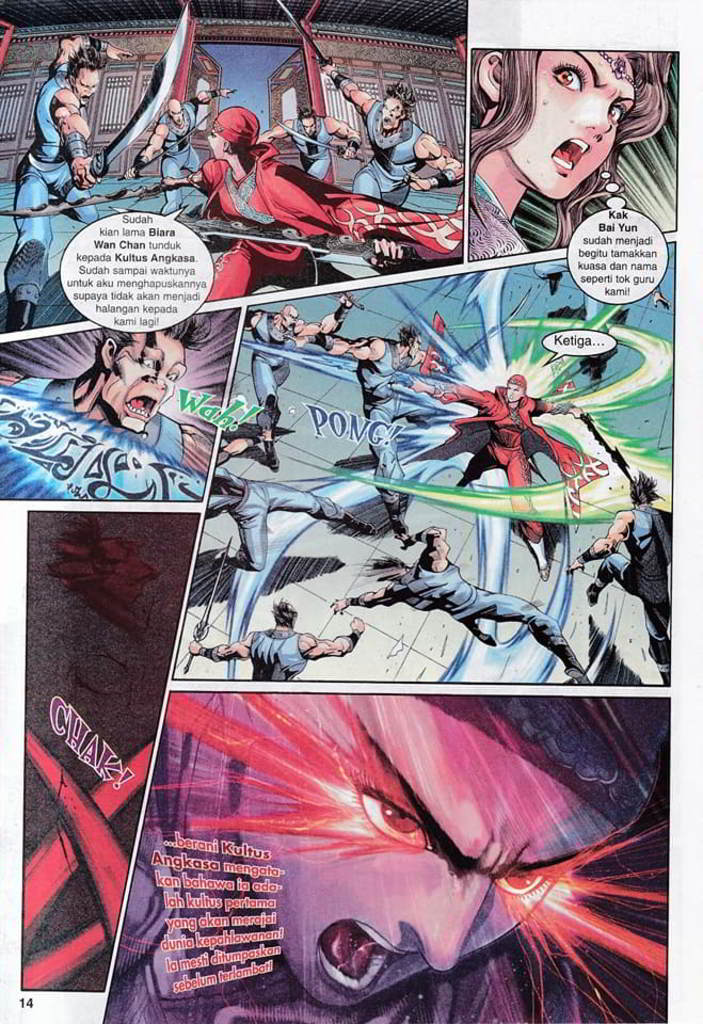 Sudah
kian lama Biara
Wan Chan tunduk
kepada Kultus Angkasa.
Sudah sampai waktunya
untuk aku menghapuskannya
supaya tidak akan menjadi
halangan kepada
kami lagi!
Kak
Bai Yun
sudah menjadi
begitu tamakkan
kuasa dan nama
seperti tok guru
kami!
Wah!
PONG!
Ketiga...
CHAK!
...berani Kultus
Angkasa mengata-
kan bahawa ia ada-
lah kultus pertama
yang akan merajai
dunia kepahlawanan!
Ia mesti ditumpaskan
sebelum terlambat!
14